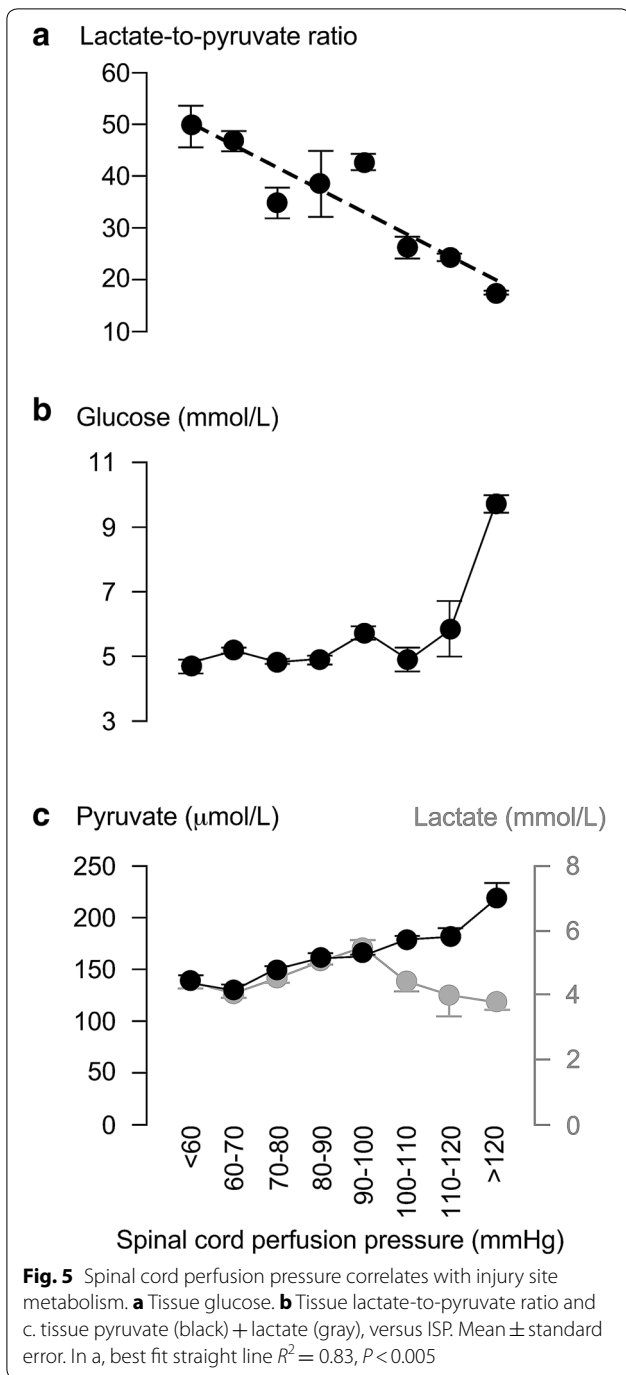 a Lactate-to-pyruvate ratio
60
50
40
30
20
10
b Glucose (mmol/L)
11
9
7
5
3
c Pyruvate (μmol/L) Lactate (mmol/L)
250 8
200 6
150
100 4
50 2
0 0
<60 60-70 70-80 80-90 90-100 100-110 110-120 >120
Spinal cord perfusion pressure (mmHg)
Fig. 5 Spinal cord perfusion pressure correlates with injury site
metabolism. a Tissue glucose. b Tissue lactate-to-pyruvate ratio and
c. tissue pyruvate (black) + lactate (gray), versus ISP. Mean ± standard
error. In a, best fit straight line R² = 0.83, P < 0.005